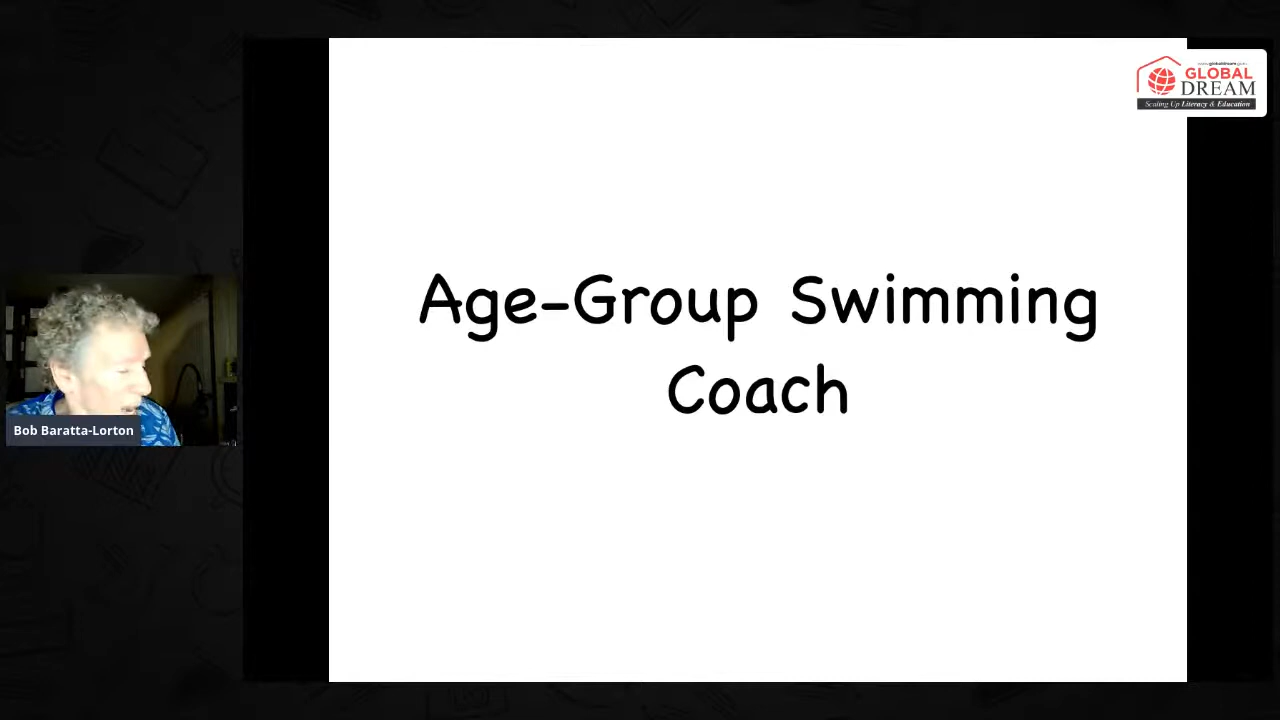 GLOBAL
DREAM
Scaling Up Literacy & Education
Age-Group Swimming
Coach
Bob Baratta-Lorton